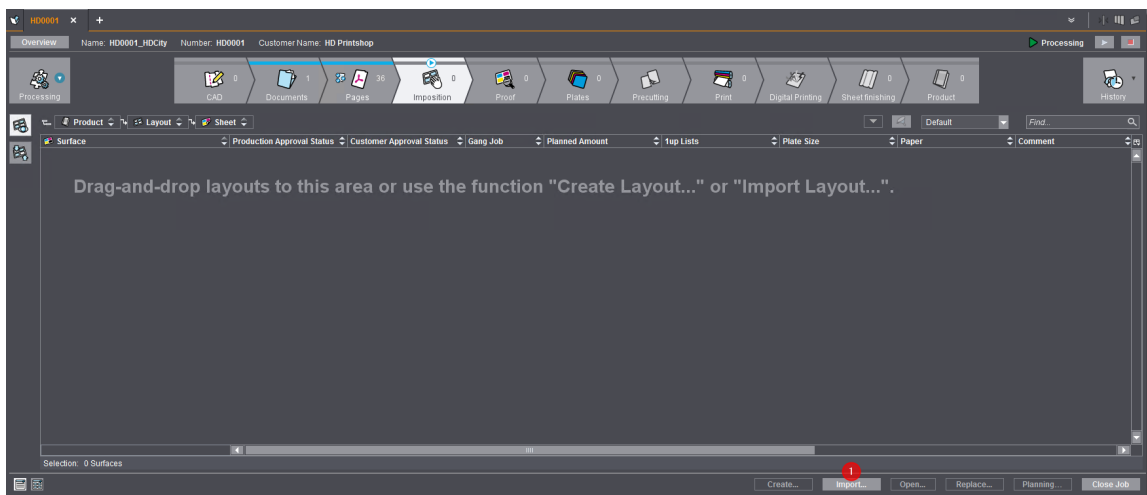 HD0001 × +
Overview Name: HD0001_HDCity Number: HD0001 Customer Name: HD Printshop Processing
Processing CAD 0 Documents 1 Pages 36 Imposition 0 Proof 0 Plates 0 Precutting Print 0 Digital Printing 0 Sheet finishing 0 Product 0 History
Product Layout Sheet Default Find...
Surface Production Approval Status Customer Approval Status Gang Job Planned Amount 1up Lists Plate Size Paper Comment
Drag-and-drop layouts to this area or use the function "Create Layout..." or "Import Layout...".
Selection: 0 Surfaces
1
Create... Import... Open... Replace... Planning... Close Job